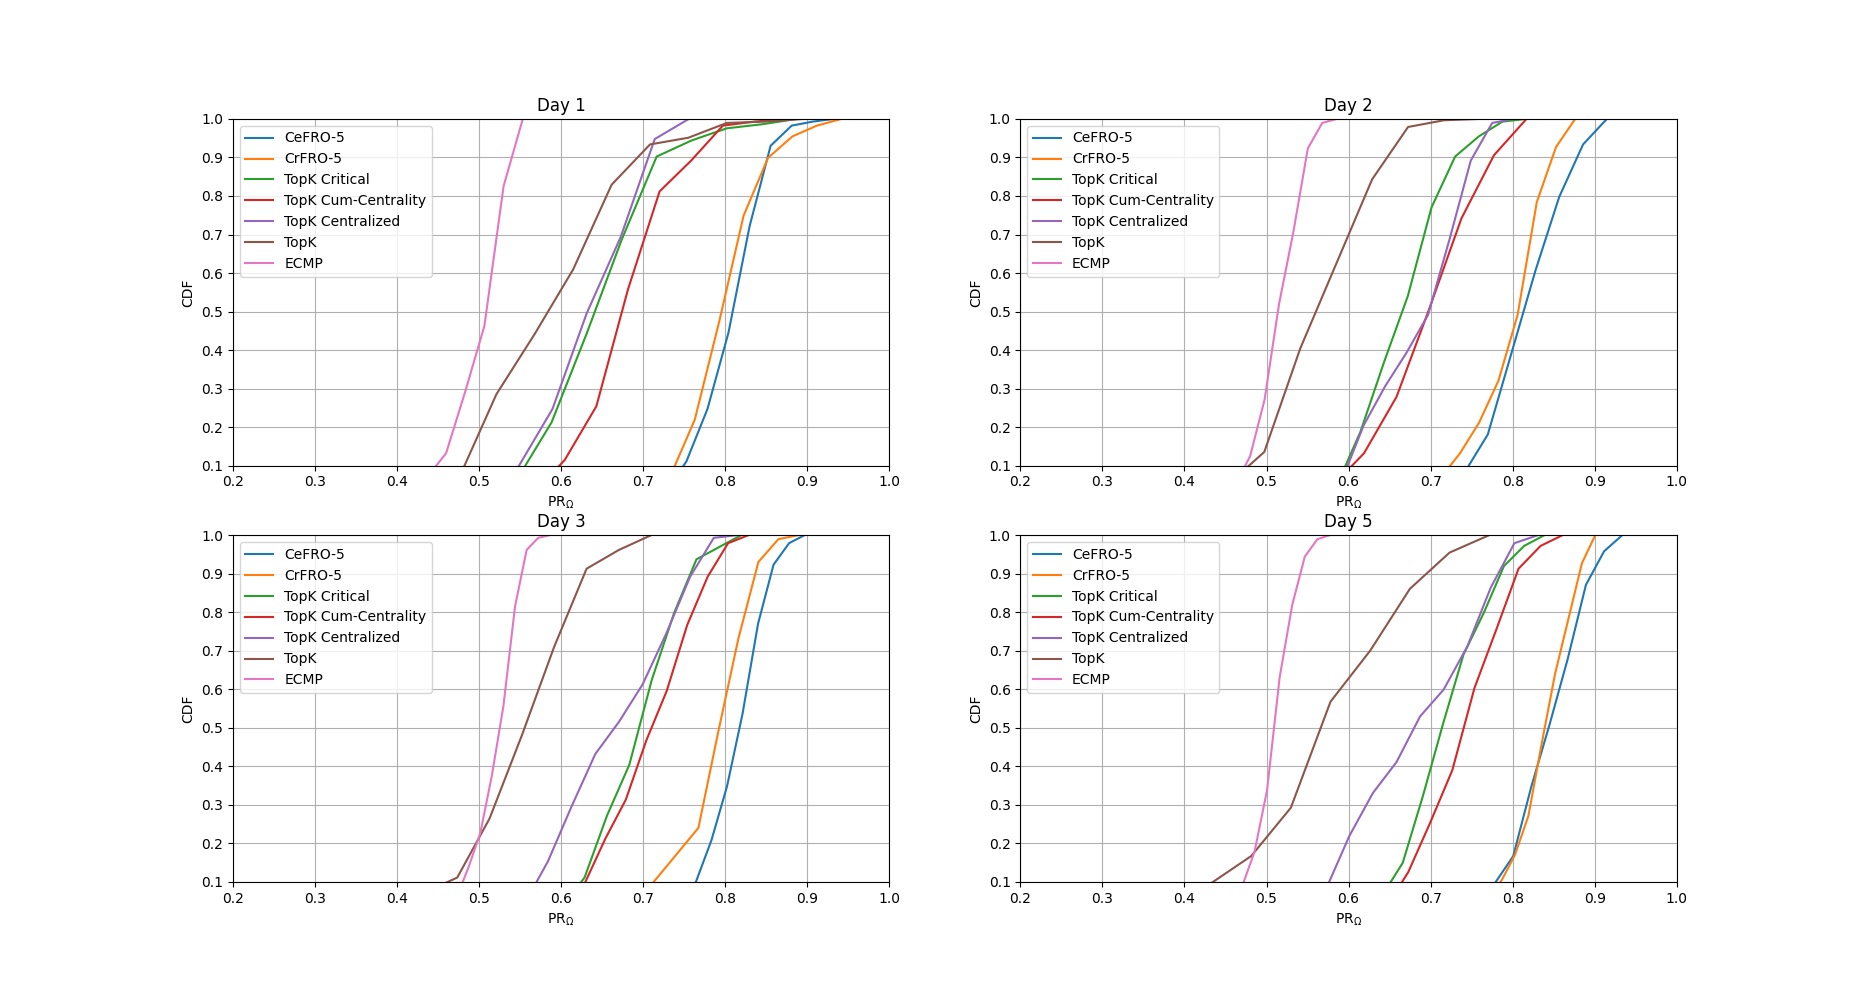 Day 1
1.0
0.9
0.8
0.7
0.6
0.5
0.4
0.3
0.2
0.1
CDF
CeFRO-5
CrFRO-5
TopK Critical
TopK Cum-Centrality
TopK Centralized
TopK
ECMP
0.2 0.3 0.4 0.5 0.6 0.7 0.8 0.9 1.0
PRΩ
Day 2
1.0
0.9
0.8
0.7
0.6
0.5
0.4
0.3
0.2
0.1
CDF
CeFRO-5
CrFRO-5
TopK Critical
TopK Cum-Centrality
TopK Centralized
TopK
ECMP
0.2 0.3 0.4 0.5 0.6 0.7 0.8 0.9 1.0
PRΩ
Day 3
1.0
0.9
0.8
0.7
0.6
0.5
0.4
0.3
0.2
0.1
CDF
CeFRO-5
CrFRO-5
TopK Critical
TopK Cum-Centrality
TopK Centralized
TopK
ECMP
0.2 0.3 0.4 0.5 0.6 0.7 0.8 0.9 1.0
PRΩ
Day 5
1.0
0.9
0.8
0.7
0.6
0.5
0.4
0.3
0.2
0.1
CDF
CeFRO-5
CrFRO-5
TopK Critical
TopK Cum-Centrality
TopK Centralized
TopK
ECMP
0.2 0.3 0.4 0.5 0.6 0.7 0.8 0.9 1.0
PRΩ